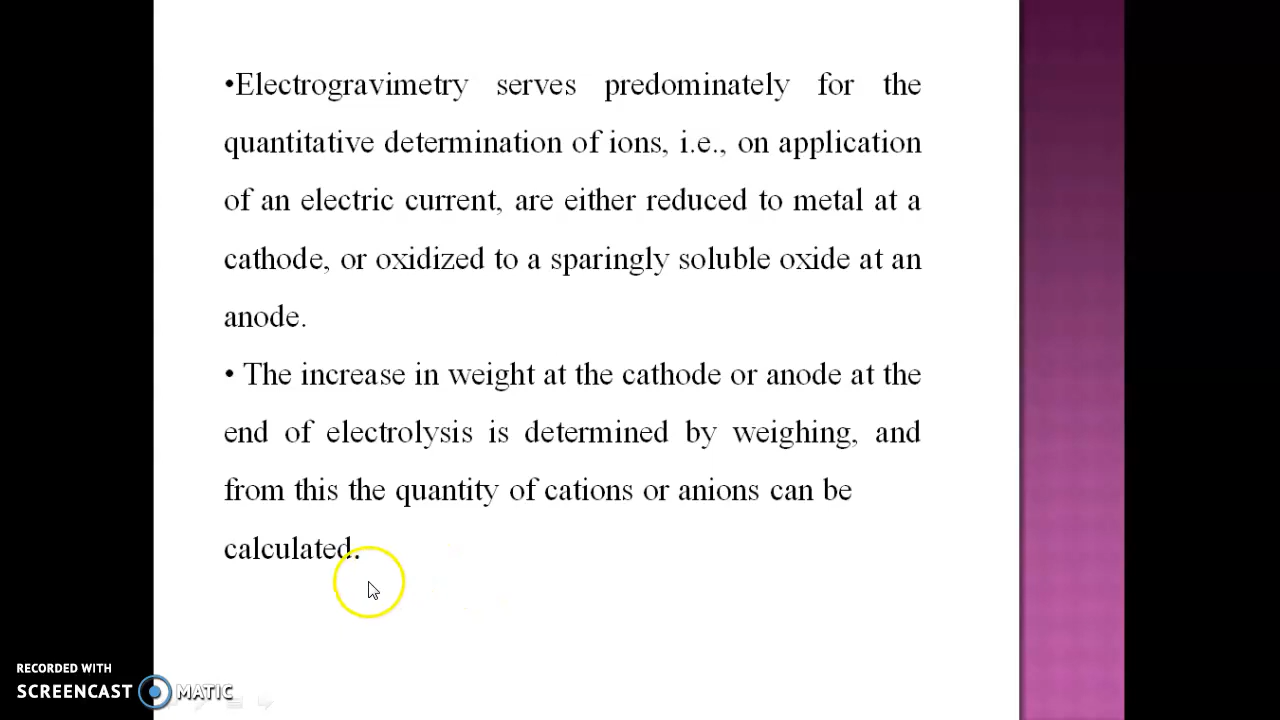 •Electrogravimetry serves predominately for the
quantitative determination of ions, i.e., on application
of an electric current, are either reduced to metal at a
cathode, or oxidized to a sparingly soluble oxide at an
anode.
• The increase in weight at the cathode or anode at the
end of electrolysis is determined by weighing, and
from this the quantity of cations or anions can be
calculated.
RECORDED WITH
SCREENCAST MATIC